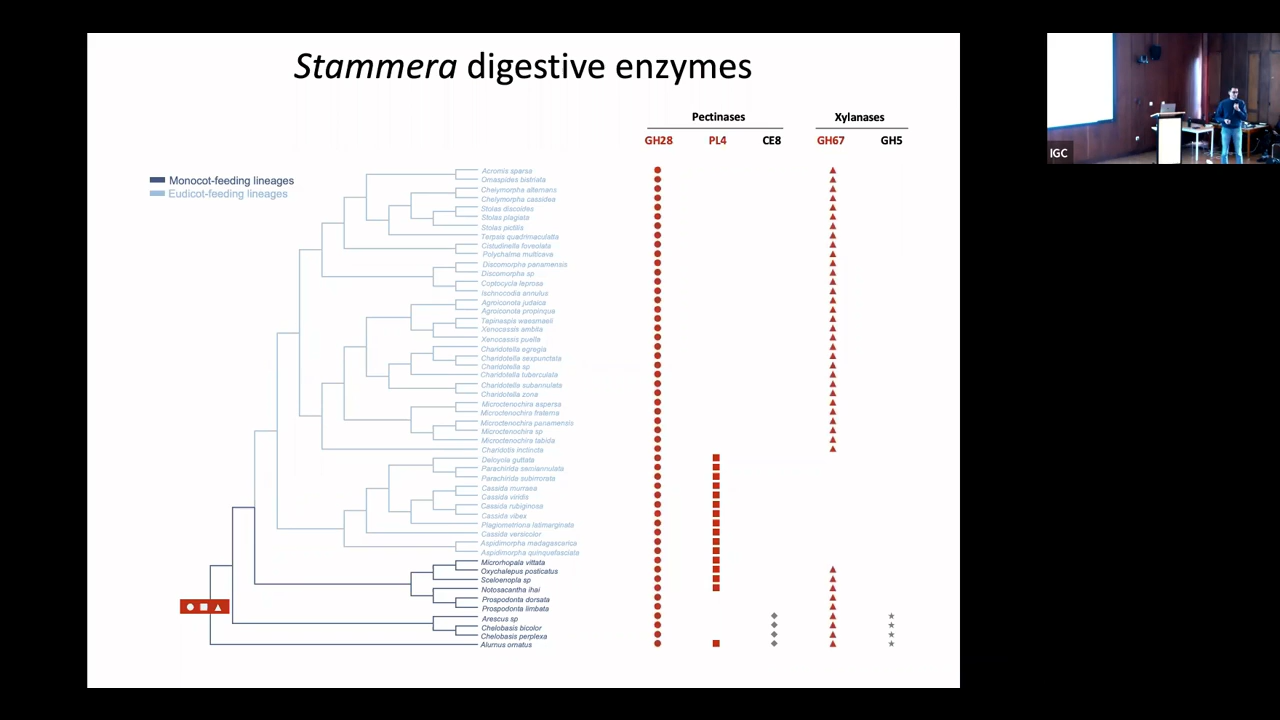 Stammera digestive enzymes
Pectinases Xylanases
GH28 PL4 CE8 GH67 GH5
IGC
Monocot-feeding lineages
Eudicot-feeding lineages
Acromis sparsa
Omaspides bistriata
Chelymorpha alternans
Chelymorpha cassidea
Stolas discoides
Stolas plagiata
Stolas pictilis
Terpsis quadrimaculatta
Cistudinella foveolata
Polychalma multicava
Discomorpha panamensis
Discomorpha sp
Coptocycla leprosa
Ischnocodia annulus
Agroiconota judaica
Agroiconota propinqua
Tapinaspis wesmaeli
Xenocassis ambita
Xenocassis puella
Charidotella egregia
Charidotella sexpunctata
Charidotella sp
Charidotella tuberculata
Charidotella subannulata
Charidotella zona
Microctenochira aspersa
Microctenochira fraterna
Microctenochira panamensis
Microctenochira sp
Microctenochira tabida
Charidotis incincta
Deloyola guttata
Parachirida semiannulata
Parachirida subirrorata
Cassida murraea
Cassida viridis
Cassida rubiginosa
Cassida vibex
Plagiometriona latimarginata
Cassida versicolor
Aspidimorpha madagascarica
Aspidimorpha quinquefasciata
Microrhopala vittata
Oxychalepus posticatus
Sceloenopla sp
Notosacantha ihai
Prospodonta dorsata
Prospodonta limbata
Arescus sp
Chelobasis bicolor
Chelobasis perplexa
Alurnus ornatus